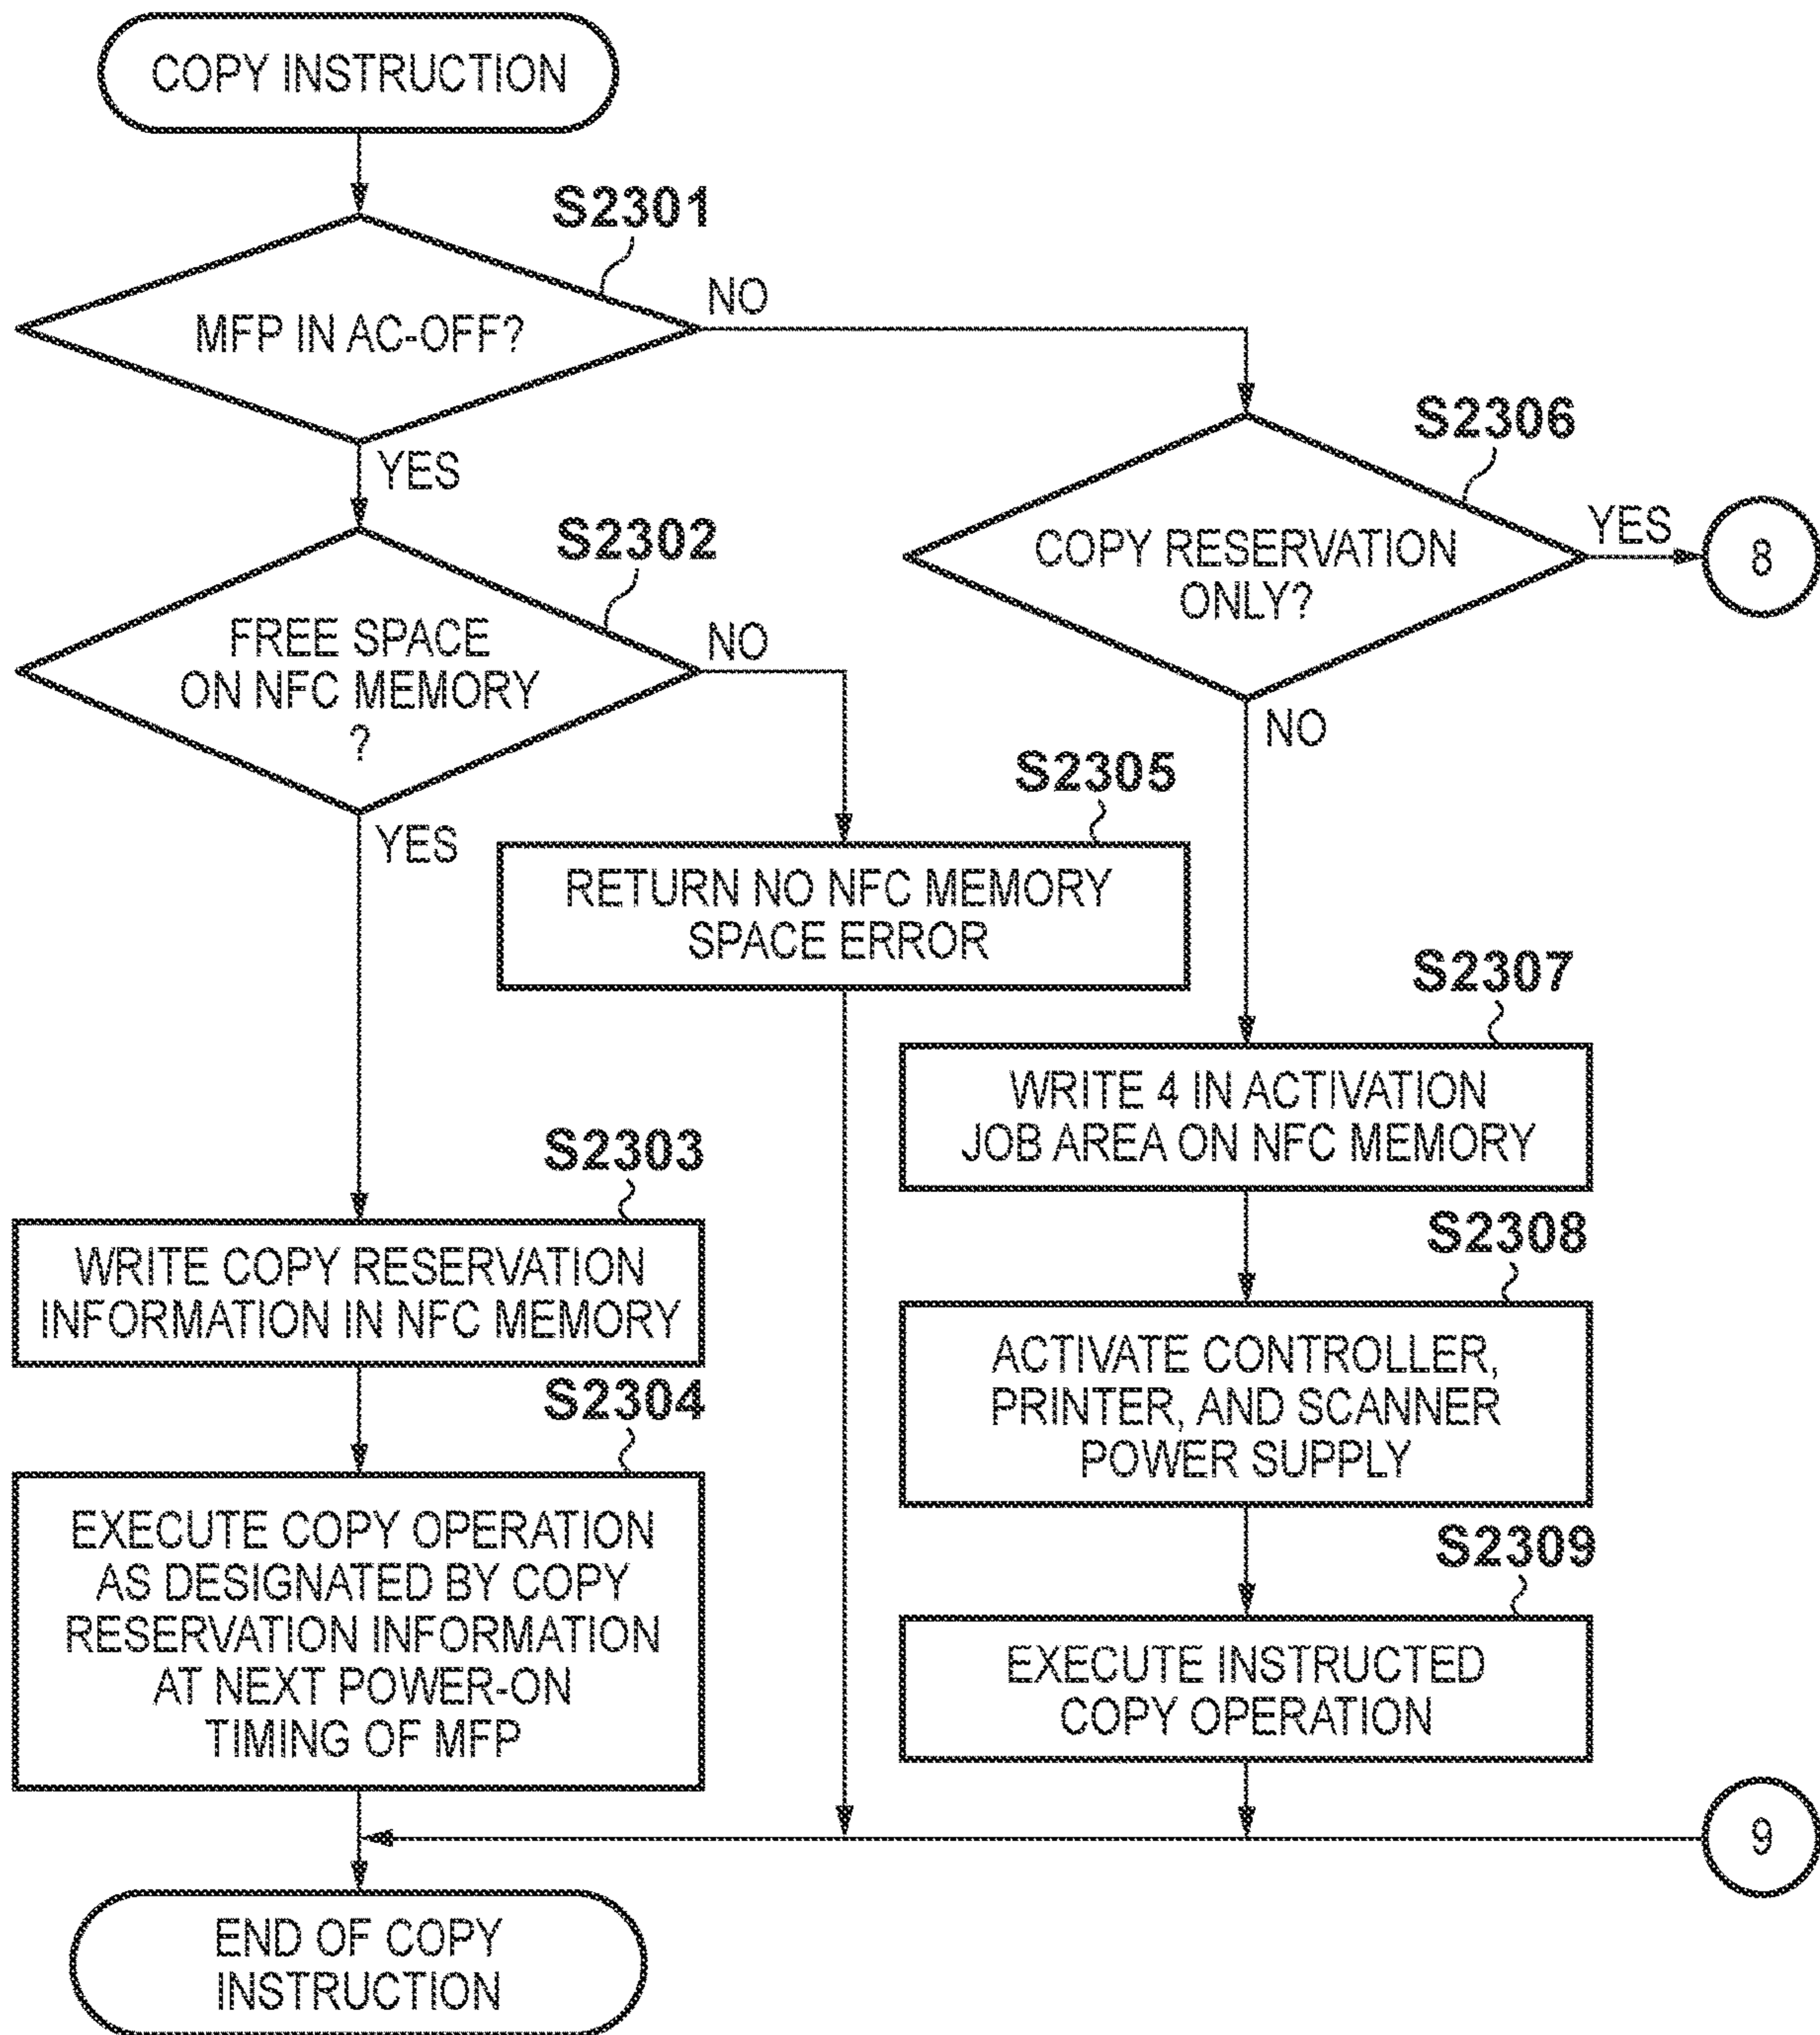 COPY INSTRUCTION
S2301
MFP IN AC-OFF?
NO
YES
S2306
COPY RESERVATION
ONLY?
YES
8
NO
S2302
FREE SPACE
ON NFC MEMORY
?
NO
YES
S2305
RETURN NO NFC MEMORY
SPACE ERROR
S2307
WRITE 4 IN ACTIVATION
JOB AREA ON NFC MEMORY
S2303
WRITE COPY RESERVATION
INFORMATION IN NFC MEMORY
S2308
ACTIVATE CONTROLLER,
PRINTER, AND SCANNER
POWER SUPPLY
S2304
EXECUTE COPY OPERATION
AS DESIGNATED BY COPY
RESERVATION INFORMATION
AT NEXT POWER-ON
TIMING OF MFP
S2309
EXECUTE INSTRUCTED
COPY OPERATION
9
END OF COPY
INSTRUCTION